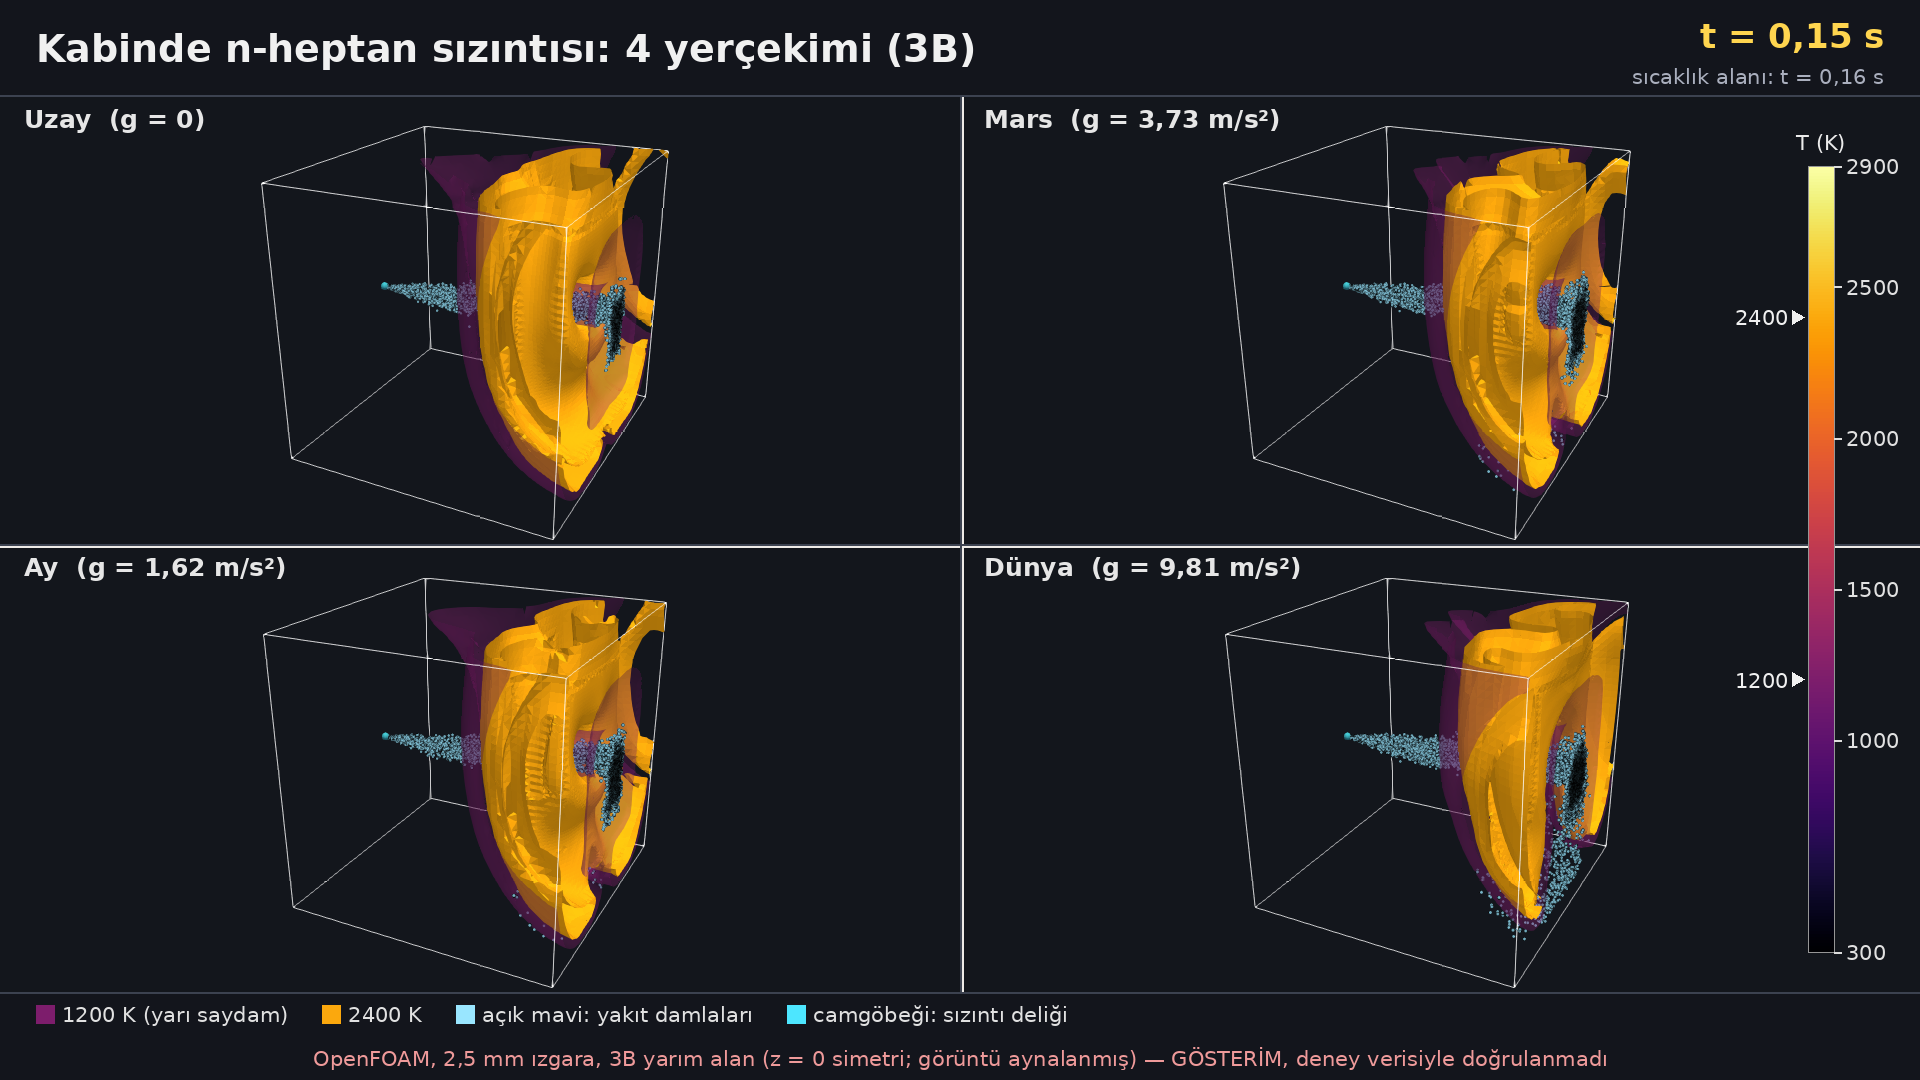 Kabinde n-heptan sızıntısı: 4 yerçekimi (3B)
t = 0,15 s
sıcaklık alanı: t = 0,16 s
Uzay (g = 0)
Mars (g = 3,73 m/s²)
T (K)
2900
2500
2400
2000
1500
1200
1000
300
Ay (g = 1,62 m/s²)
Dünya (g = 9,81 m/s²)
1200 K (yarı saydam)
2400 K
açık mavi: yakıt damlaları
camgöbeği: sızıntı deliği
OpenFOAM, 2,5 mm ızgara, 3B yarım alan (z = 0 simetri; görüntü aynalanmış) — GÖSTERİM, deney verisiyle doğrulanmadı